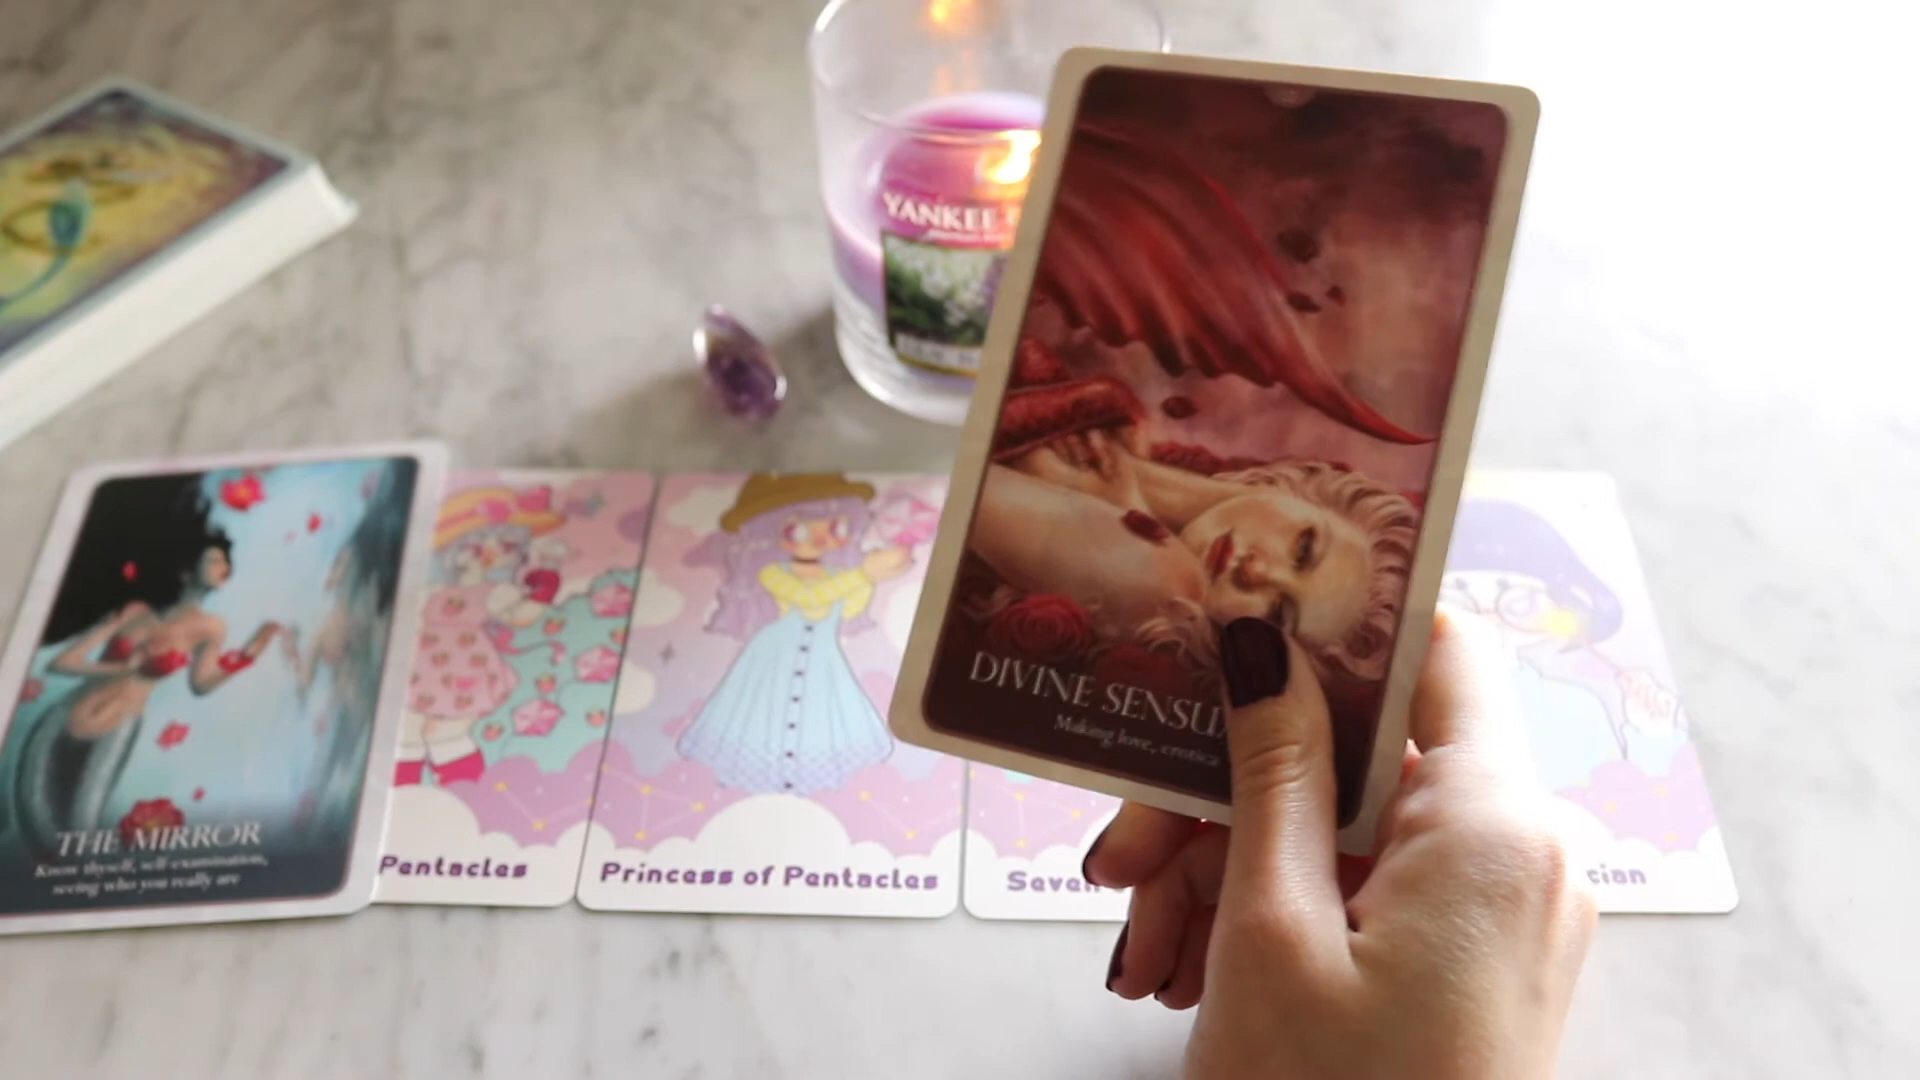 YANKEE
DIVINE SENSU
Making love, erotica
THE MIRROR
Know thyself, self-examination,
seeing who you really are
Pentacles
Princess of Pentacles
Seven
cian